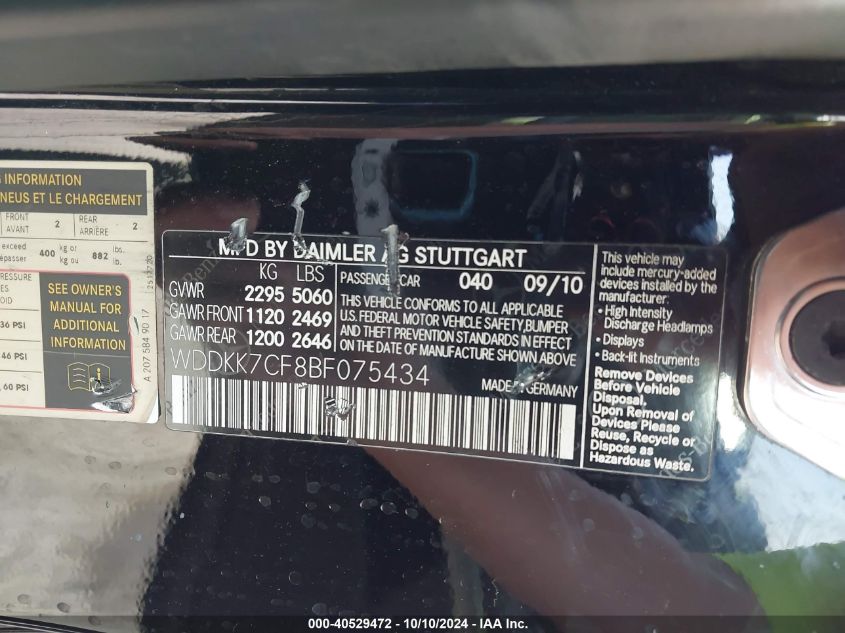 G INFORMATION
NEUS ET LE CHARGEMENT
FRONT
AVANT
2
REAR
ARRIÈRE
2
exceed
épasser
400
kg or
kg ou
882
lbs.
lb.
PRESSURE
36 PSI
46 PSI
60 PSI
SEE OWNER'S
MANUAL FOR
ADDITIONAL
INFORMATION
A 207 584 90 17
MFD BY DAIMLER AG STUTTGART
KG LBS
GVWR 2295 5060
GAWR FRONT 1120 2469
GAWR REAR 1200 2646
PASSENGER CAR 040 09/10
THIS VEHICLE CONFORMS TO ALL APPLICABLE
U.S. FEDERAL MOTOR VEHICLE SAFETY, BUMPER
AND THEFT PREVENTION STANDARDS IN EFFECT
ON THE DATE OF MANUFACTURE SHOWN ABOVE
WDDKK7CF8BF075434
MADE IN GERMANY
This vehicle may
include mercury-added
devices installed by the
manufacturer:
• High Intensity
Discharge Headlamps
• Displays
• Back-lit Instruments
Remove Devices
Before Vehicle
Disposal.
Upon Removal of
Devices Please
Reuse, Recycle or
Dispose as
Hazardous Waste.
000-40529472 - 10/10/2024 - IAA Inc.